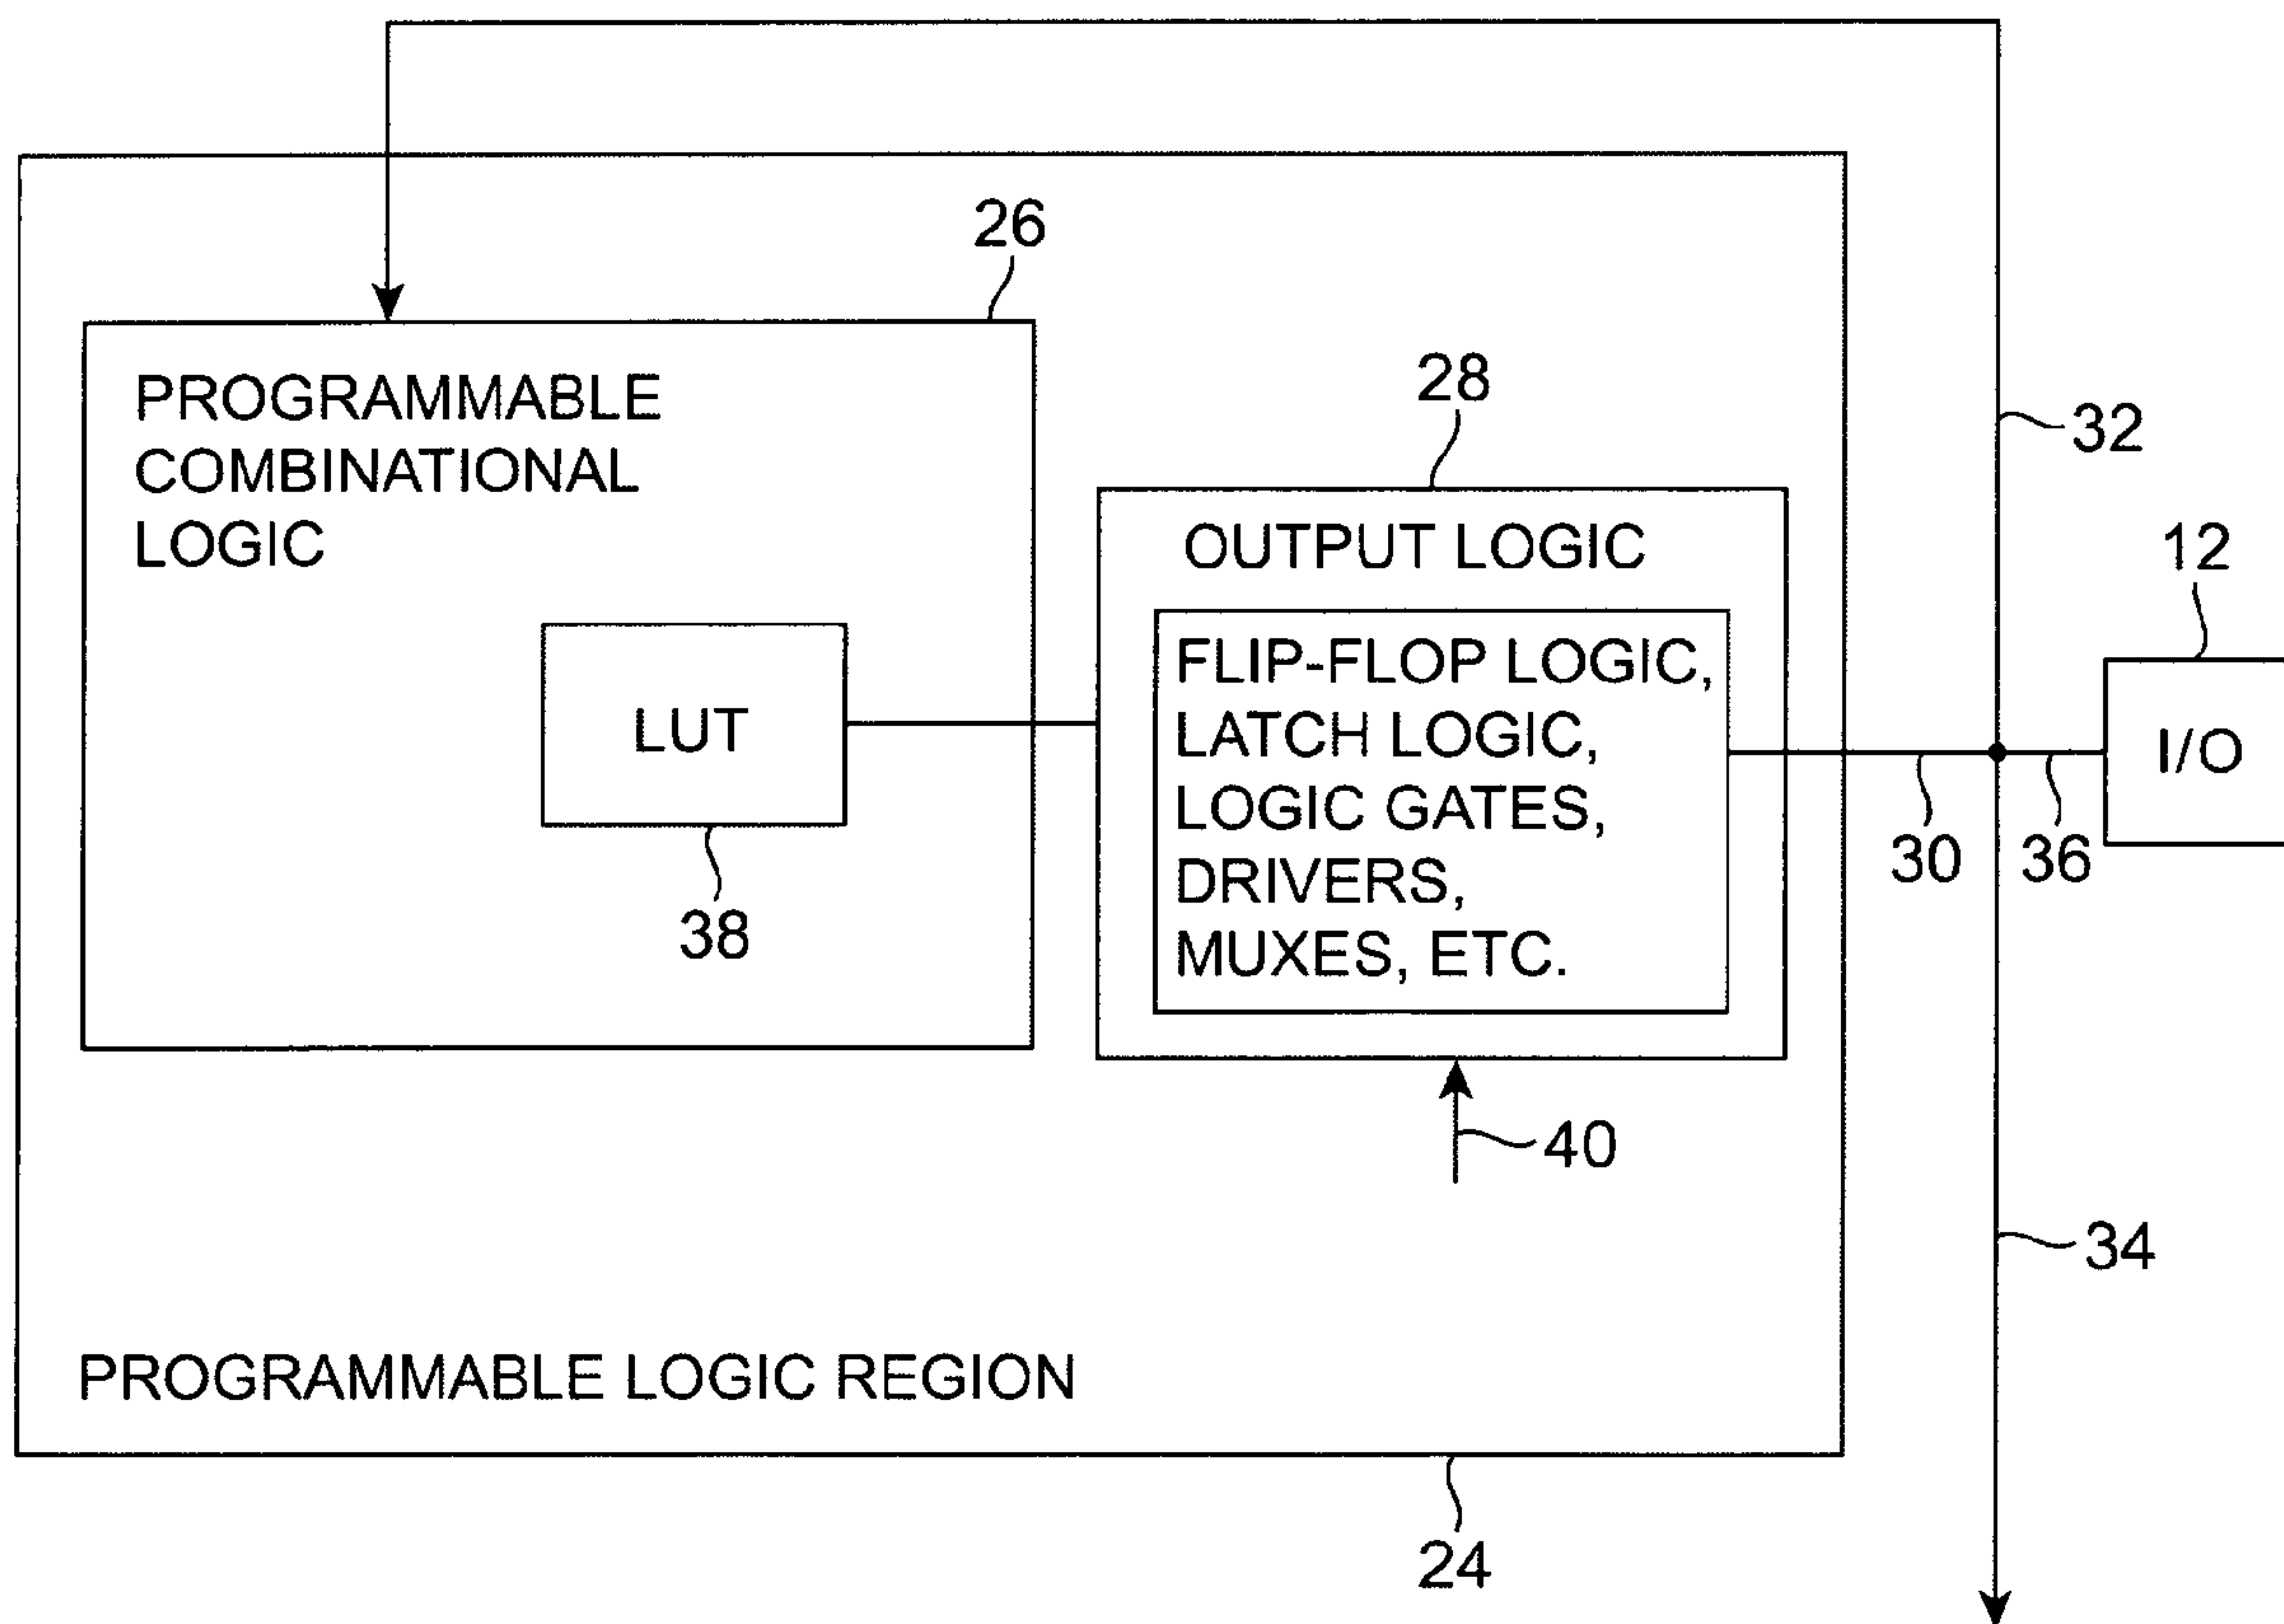 26
PROGRAMMABLE
COMBINATIONAL
LOGIC
28
32
OUTPUT LOGIC
12
FLIP-FLOP LOGIC,
LATCH LOGIC,
LOGIC GATES,
DRIVERS,
MUXES, ETC.
LUT
I/O
30
36
38
40
34
PROGRAMMABLE LOGIC REGION
24